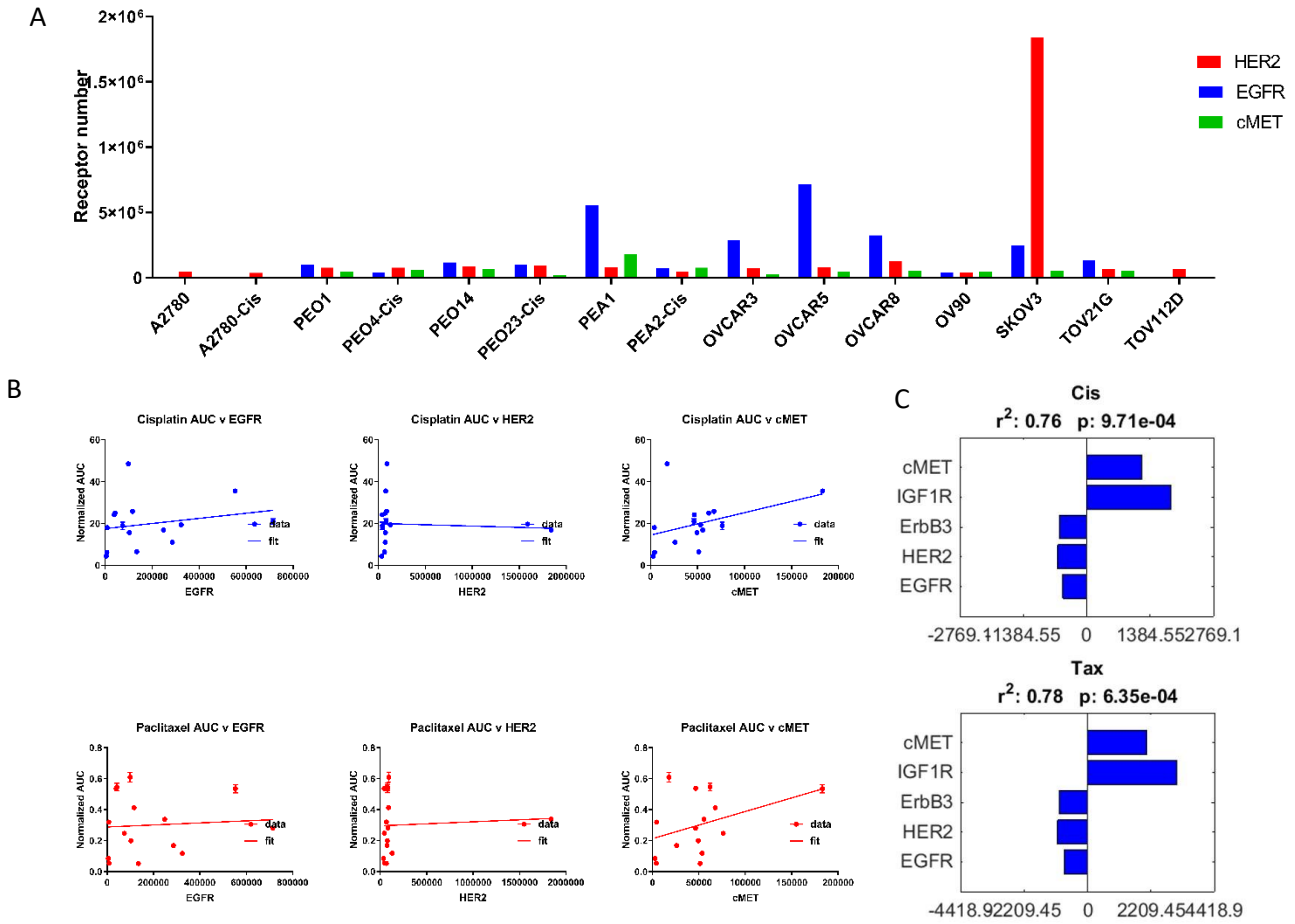 A
Receptor number
2×10⁶
1.5×10⁶
1×10⁶
5×10⁵
0
HER2
EGFR
cMET
A2780
A2780-Cis
PEO1
PEO4-Cis
PEO14
PEO23-Cis
PEA1
PEA2-Cis
OVCAR3
OVCAR5
OVCAR8
OV90
SKOV3
TOV21G
TOV112D
B
Cisplatin AUC v EGFR
Normalized AUC
60
40
20
0
0 200000 400000 600000 800000
EGFR
data
fit
Cisplatin AUC v HER2
Normalized AUC
60
40
20
0
0 500000 1000000 1500000 2000000
HER2
data
fit
Cisplatin AUC v cMET
Normalized AUC
60
40
20
0
0 50000 100000 150000 200000
cMET
data
fit
Paclitaxel AUC v EGFR
Normalized AUC
0.8
0.6
0.4
0.2
0.0
0 200000 400000 600000 800000
EGFR
data
fit
Paclitaxel AUC v HER2
Normalized AUC
0.8
0.6
0.4
0.2
0.0
0 500000 1000000 1500000 2000000
HER2
data
fit
Paclitaxel AUC v cMET
Normalized AUC
0.8
0.6
0.4
0.2
0.0
0 50000 100000 150000 200000
cMET
data
fit
C
Cis
r²: 0.76 p: 9.71e-04
cMET
IGF1R
ErbB3
HER2
EGFR
-2769.1 -1384.55 0 1384.55 2769.1
Tax
r²: 0.78 p: 6.35e-04
cMET
IGF1R
ErbB3
HER2
EGFR
-4418.9 -2209.45 0 2209.45 4418.9